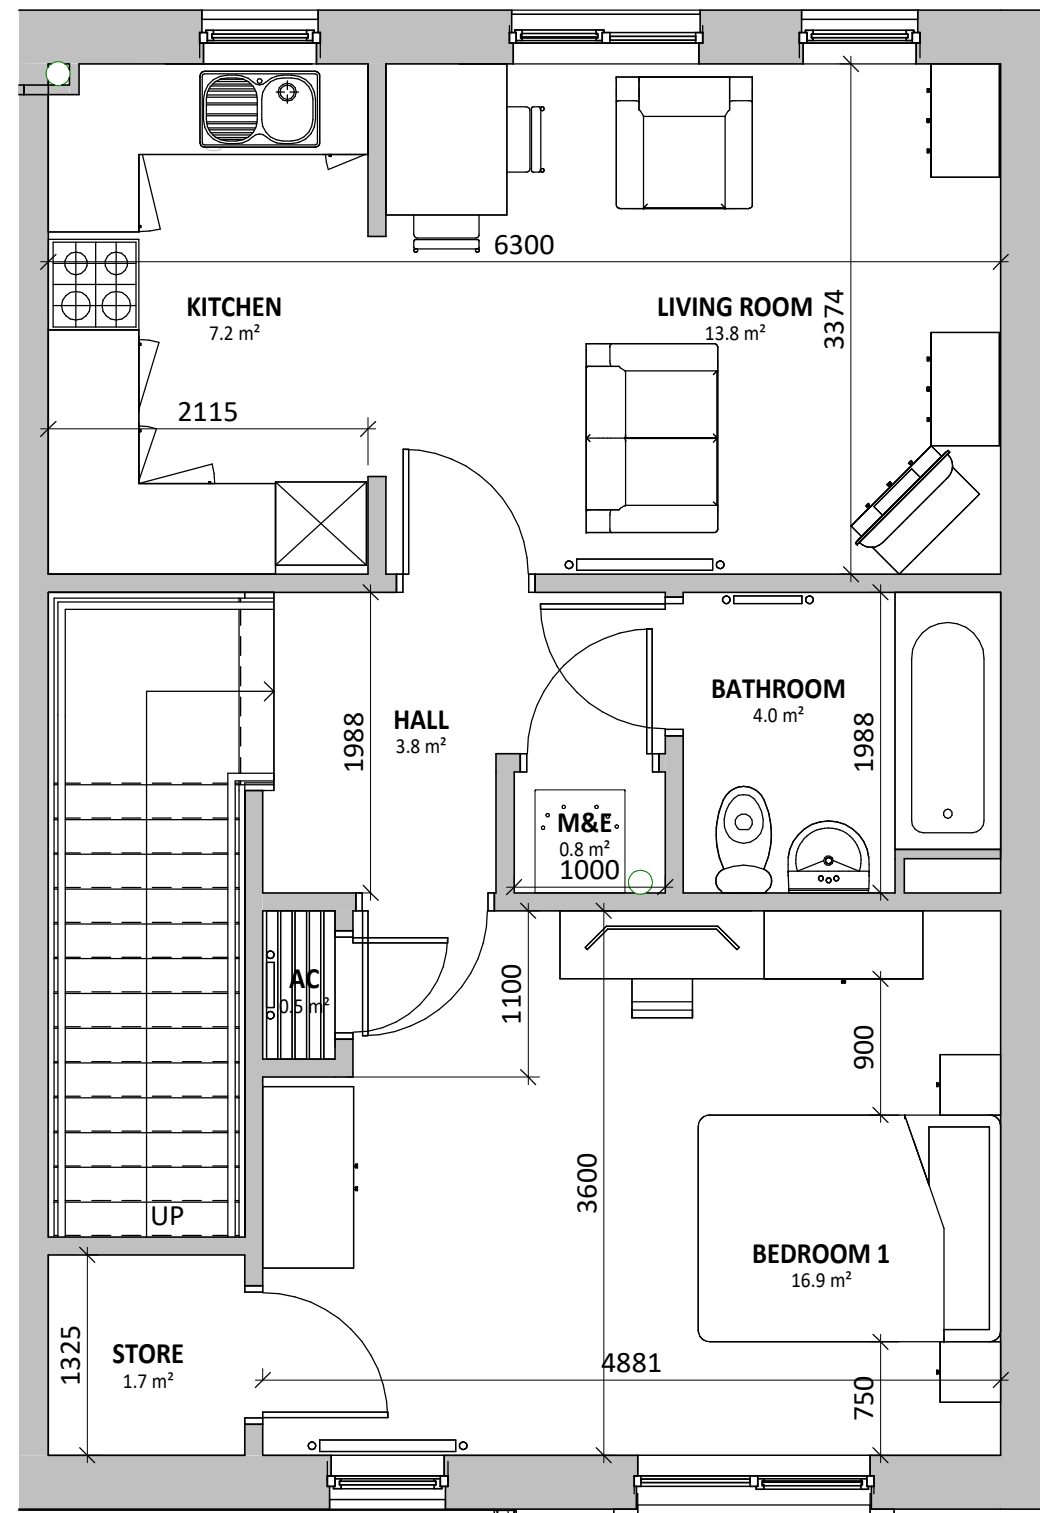 6300
KITCHEN
7.2 m²
LIVING ROOM
13.8 m²
3374
2115
HALL
3.8 m²
1988
BATHROOM
4.0 m²
1988
M&E
0.8 m²
1000
AC
0.5 m²
1100
900
3600
UP
BEDROOM 1
16.9 m²
STORE
1.7 m²
1325
4881
750